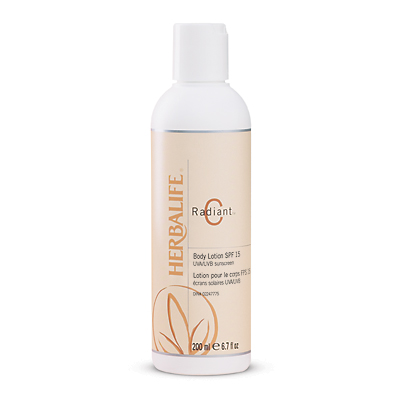 HERBALIFE
Radiant C
Body Lotion SPF 15
UVA/UVB sunscreen
Lotion pour le corps FPS 15
écrans solaires UVA/UVB
200 ml e 6.7 fl oz